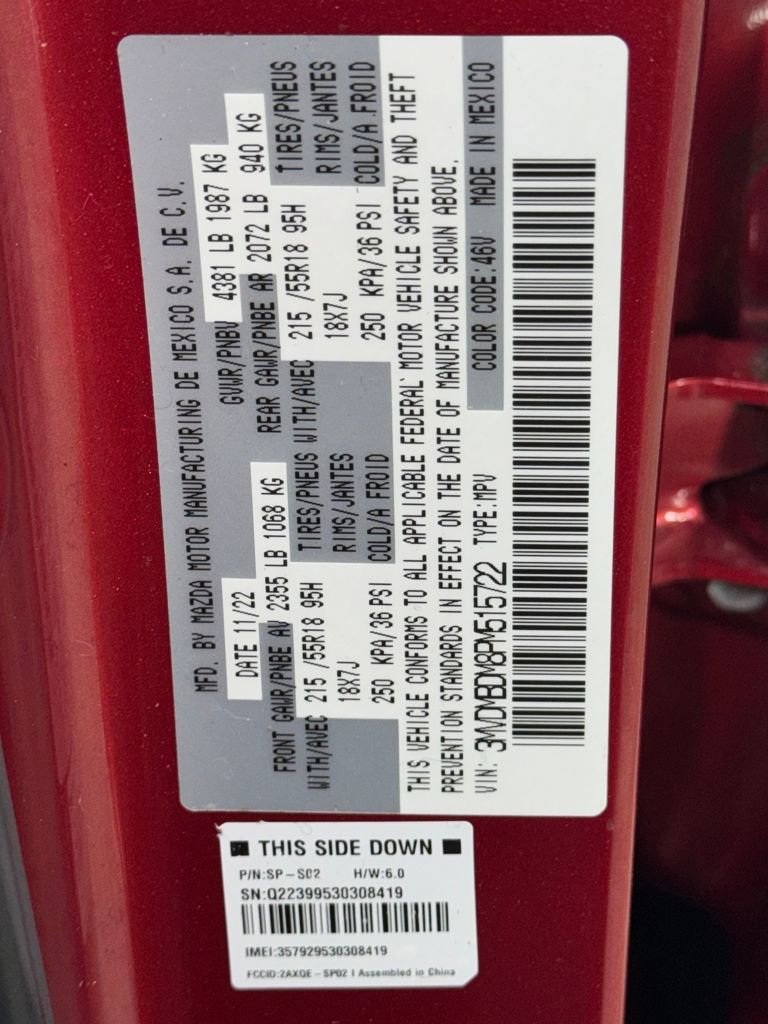 MFD. BY MAZDA MOTOR MANUFACTURING DE MEXICO S.A. DE C.V.
DATE 11/22 GVWR/PNBV 4381 LB 1987 KG
FRONT GAWR/PNBE AV 2355 LB 1068 KG REAR GAWR/PNBE AR 2072 LB 940 KG
WITH/AVEC 215 /55R18 95H TIRES/PNEUS WITH/AVEC 215 /55R18 95H TIRES/PNEUS
18X7J RIMS/JANTES 18X7J RIMS/JANTES
250 KPA/36 PSI COLD/A FROID 250 KPA/36 PSI COLD/A FROID
THIS VEHICLE CONFORMS TO ALL APPLICABLE FEDERAL MOTOR VEHICLE SAFETY AND THEFT
PREVENTION STANDARDS IN EFFECT ON THE DATE OF MANUFACTURE SHOWN ABOVE.
VIN: 3MVDMBDM8PM515722 TYPE:MPV COLOR CODE:46V MADE IN MEXICO
THIS SIDE DOWN
P/N:SP-S02 H/W:6.0
SN:Q22399530308419
IMEI:357929530308419
FCCID:2AXQE-SP02 | Assembled in China